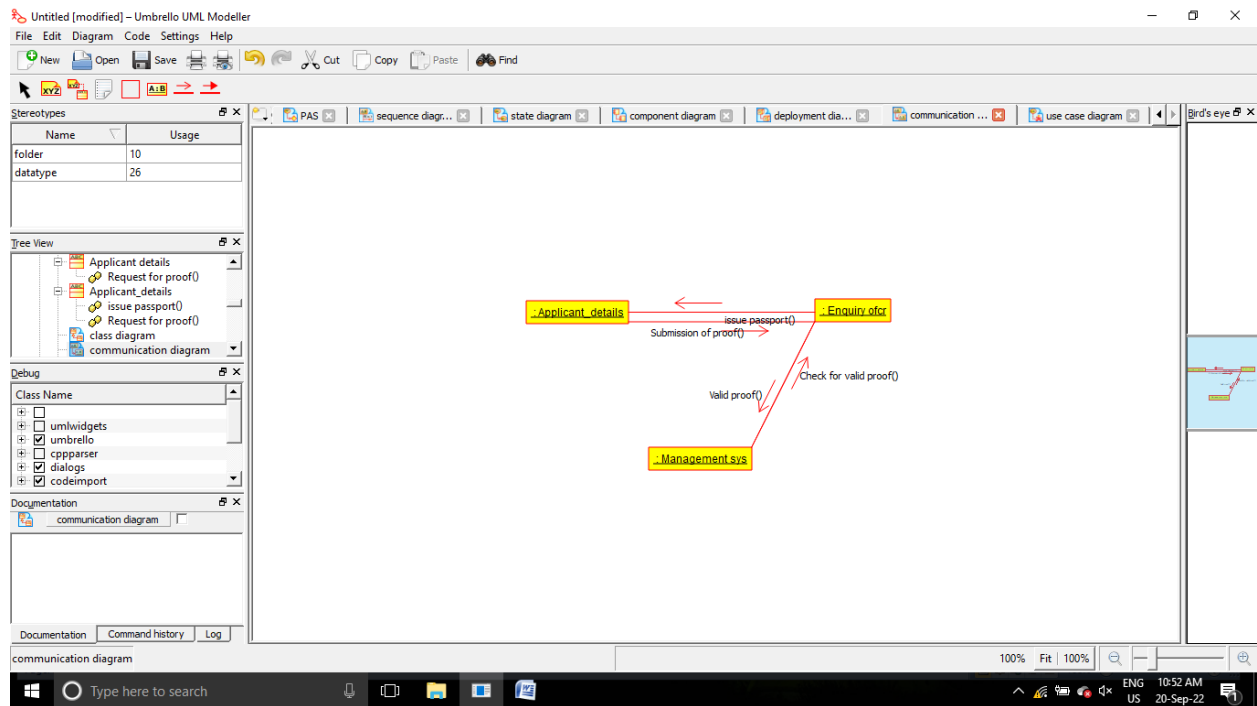 Untitled [modified] – Umbrello UML Modeller
File Edit Diagram Code Settings Help
New Open Save Cut Copy Paste Find
XYZ XYZ A:B
Stereotypes
Name Usage
folder 10
datatype 26
Tree View
ABC Applicant details
Request for proof()
ABC Applicant_details
issue passport()
Request for proof()
class diagram
communication diagram
Debug
Class Name
umlwidgets
umbrello
cppparser
dialogs
codeimport
Documentation
communication diagram
Documentation Command history Log
communication diagram
PAS sequence diagr... state diagram component diagram deployment dia... communication ... use case diagram
Bird's eye
: Applicant_details
: Enquiry ofcr
issue passport()
Submission of proof()
Check for valid proof()
Valid proof()
: Management sys
100% Fit 100%
Type here to search
ENG
US
10:52 AM
20-Sep-22
1